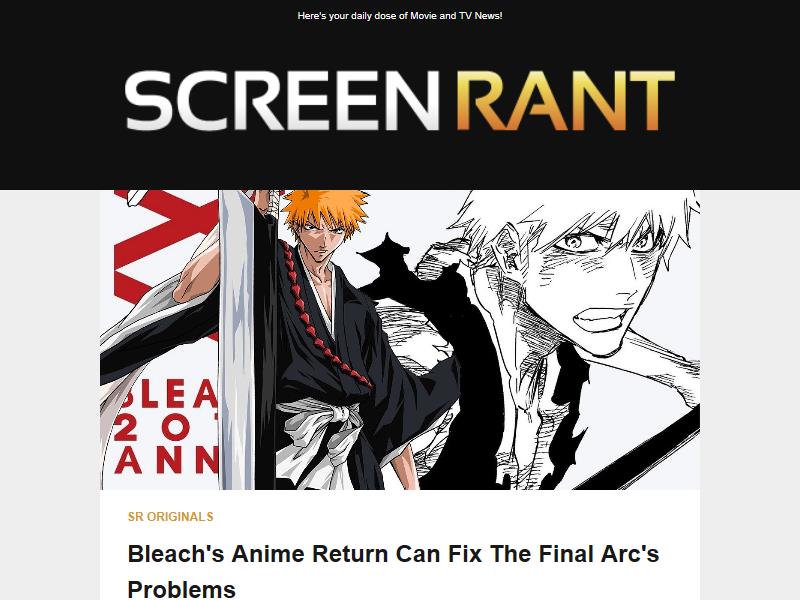 Here's your daily dose of Movie and TV News!
SCREEN RANT
BLEA
20
ANN
SR ORIGINALS
Bleach's Anime Return Can Fix The Final Arc's
Problems